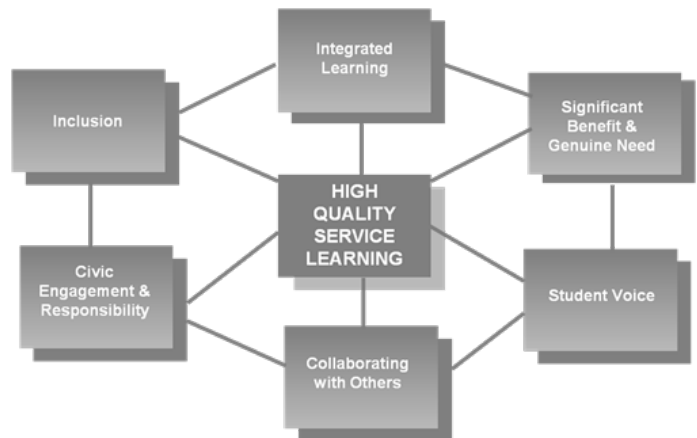 Integrated
Learning
Inclusion
Significant
Benefit &
Genuine Need
HIGH
QUALITY
SERVICE
LEARNING
Civic
Engagement &
Responsibility
Student Voice
Collaborating
with Others